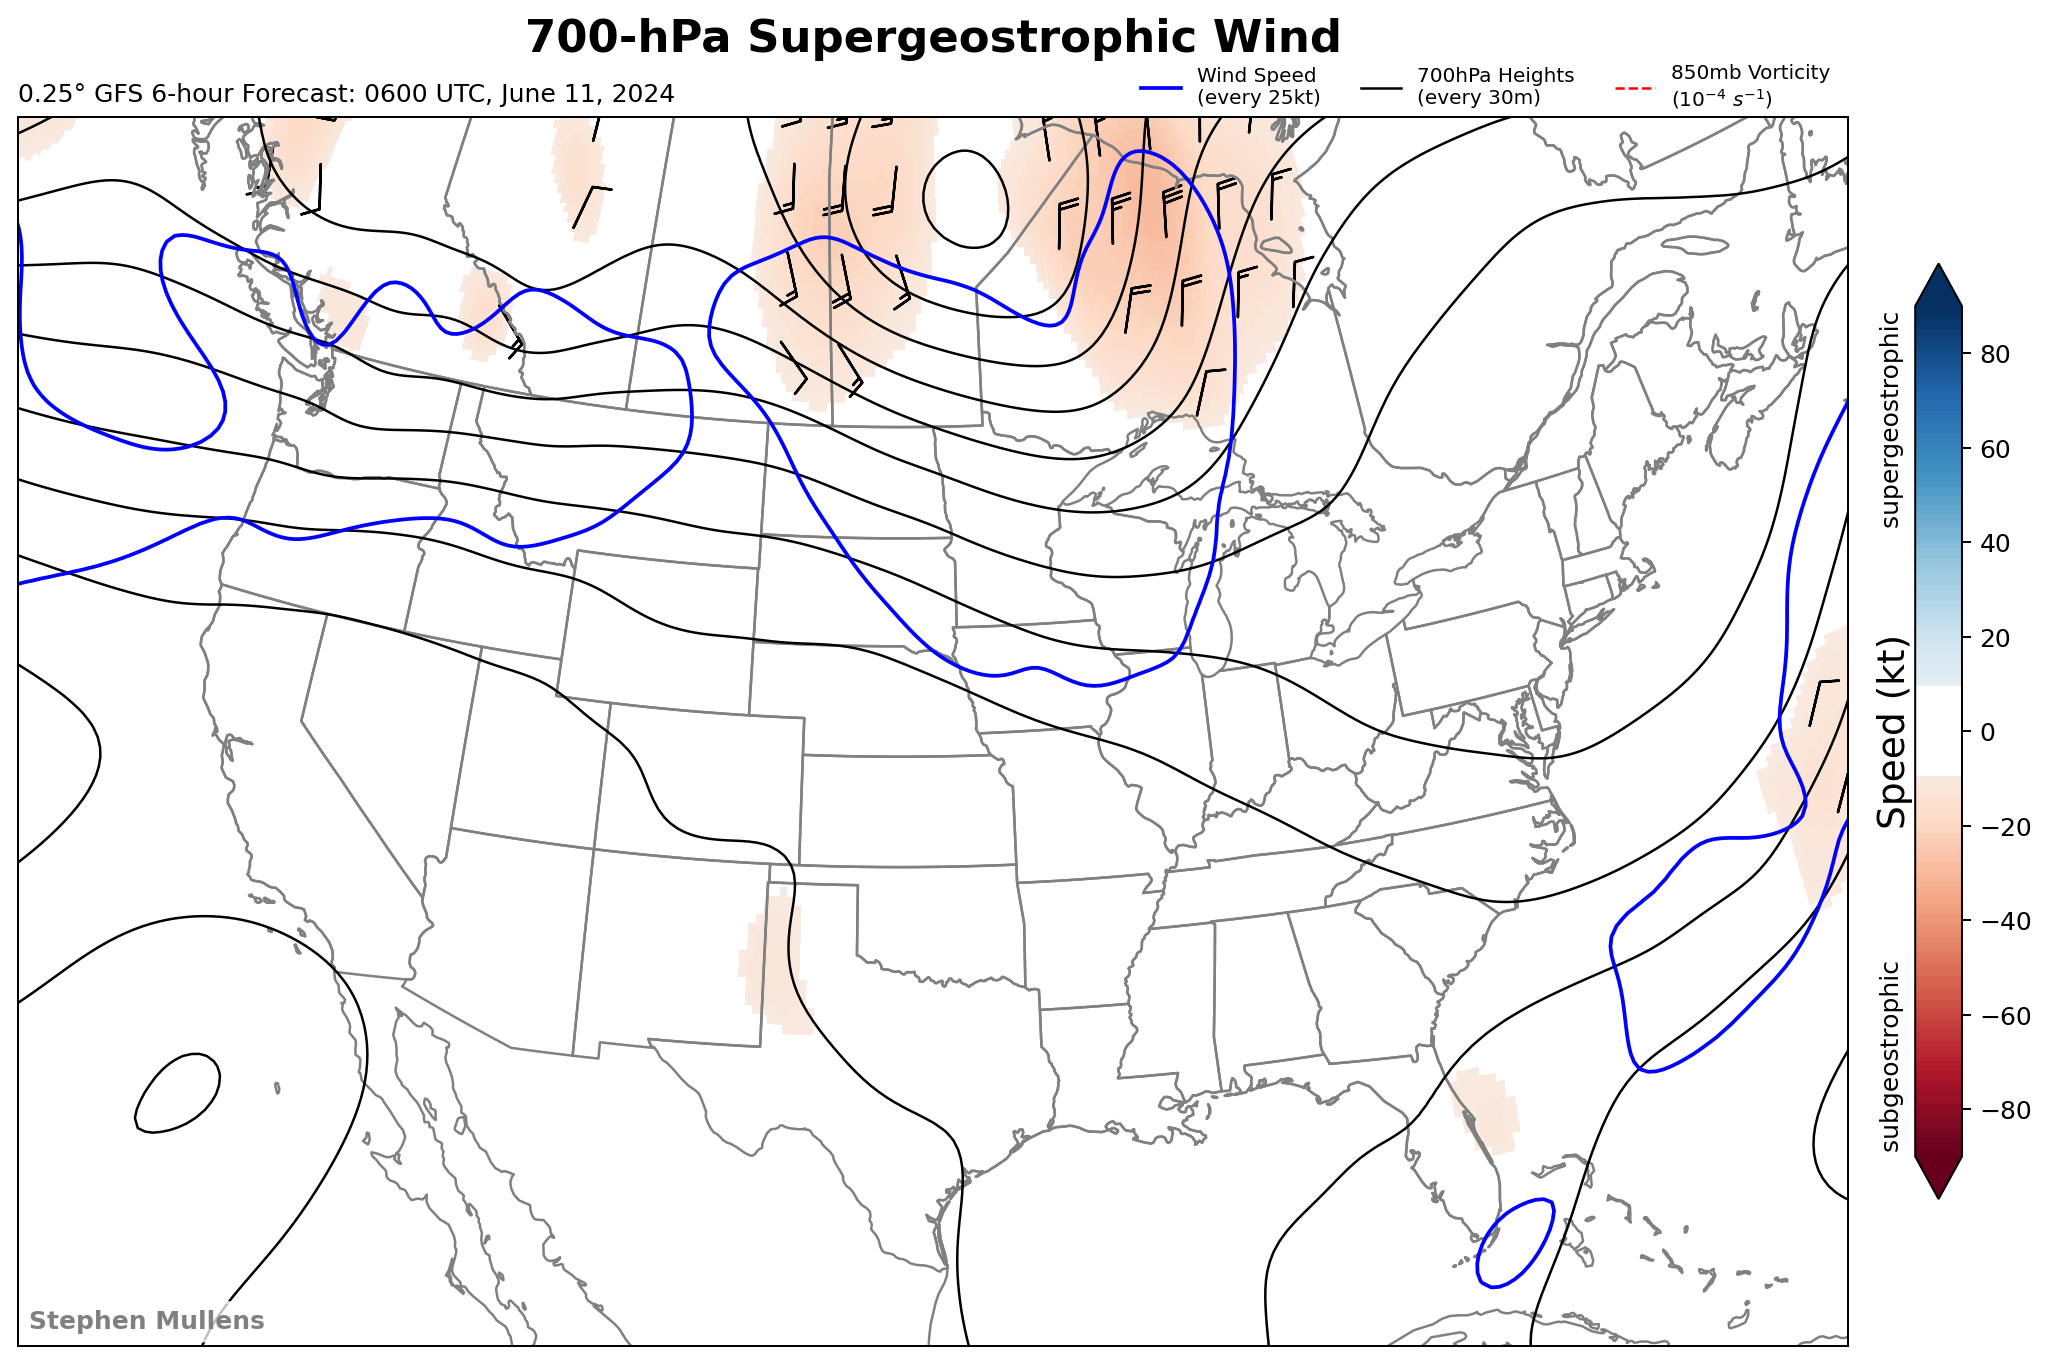 700-hPa Supergeostrophic Wind
0.25° GFS 6-hour Forecast: 0600 UTC, June 11, 2024
Wind Speed
(every 25kt)
700hPa Heights
(every 30m)
850mb Vorticity
(10⁻⁴ s⁻¹)
supergeostrophic
Speed (kt)
subgeostrophic
80
60
40
20
0
−20
−40
−60
−80
Stephen Mullens